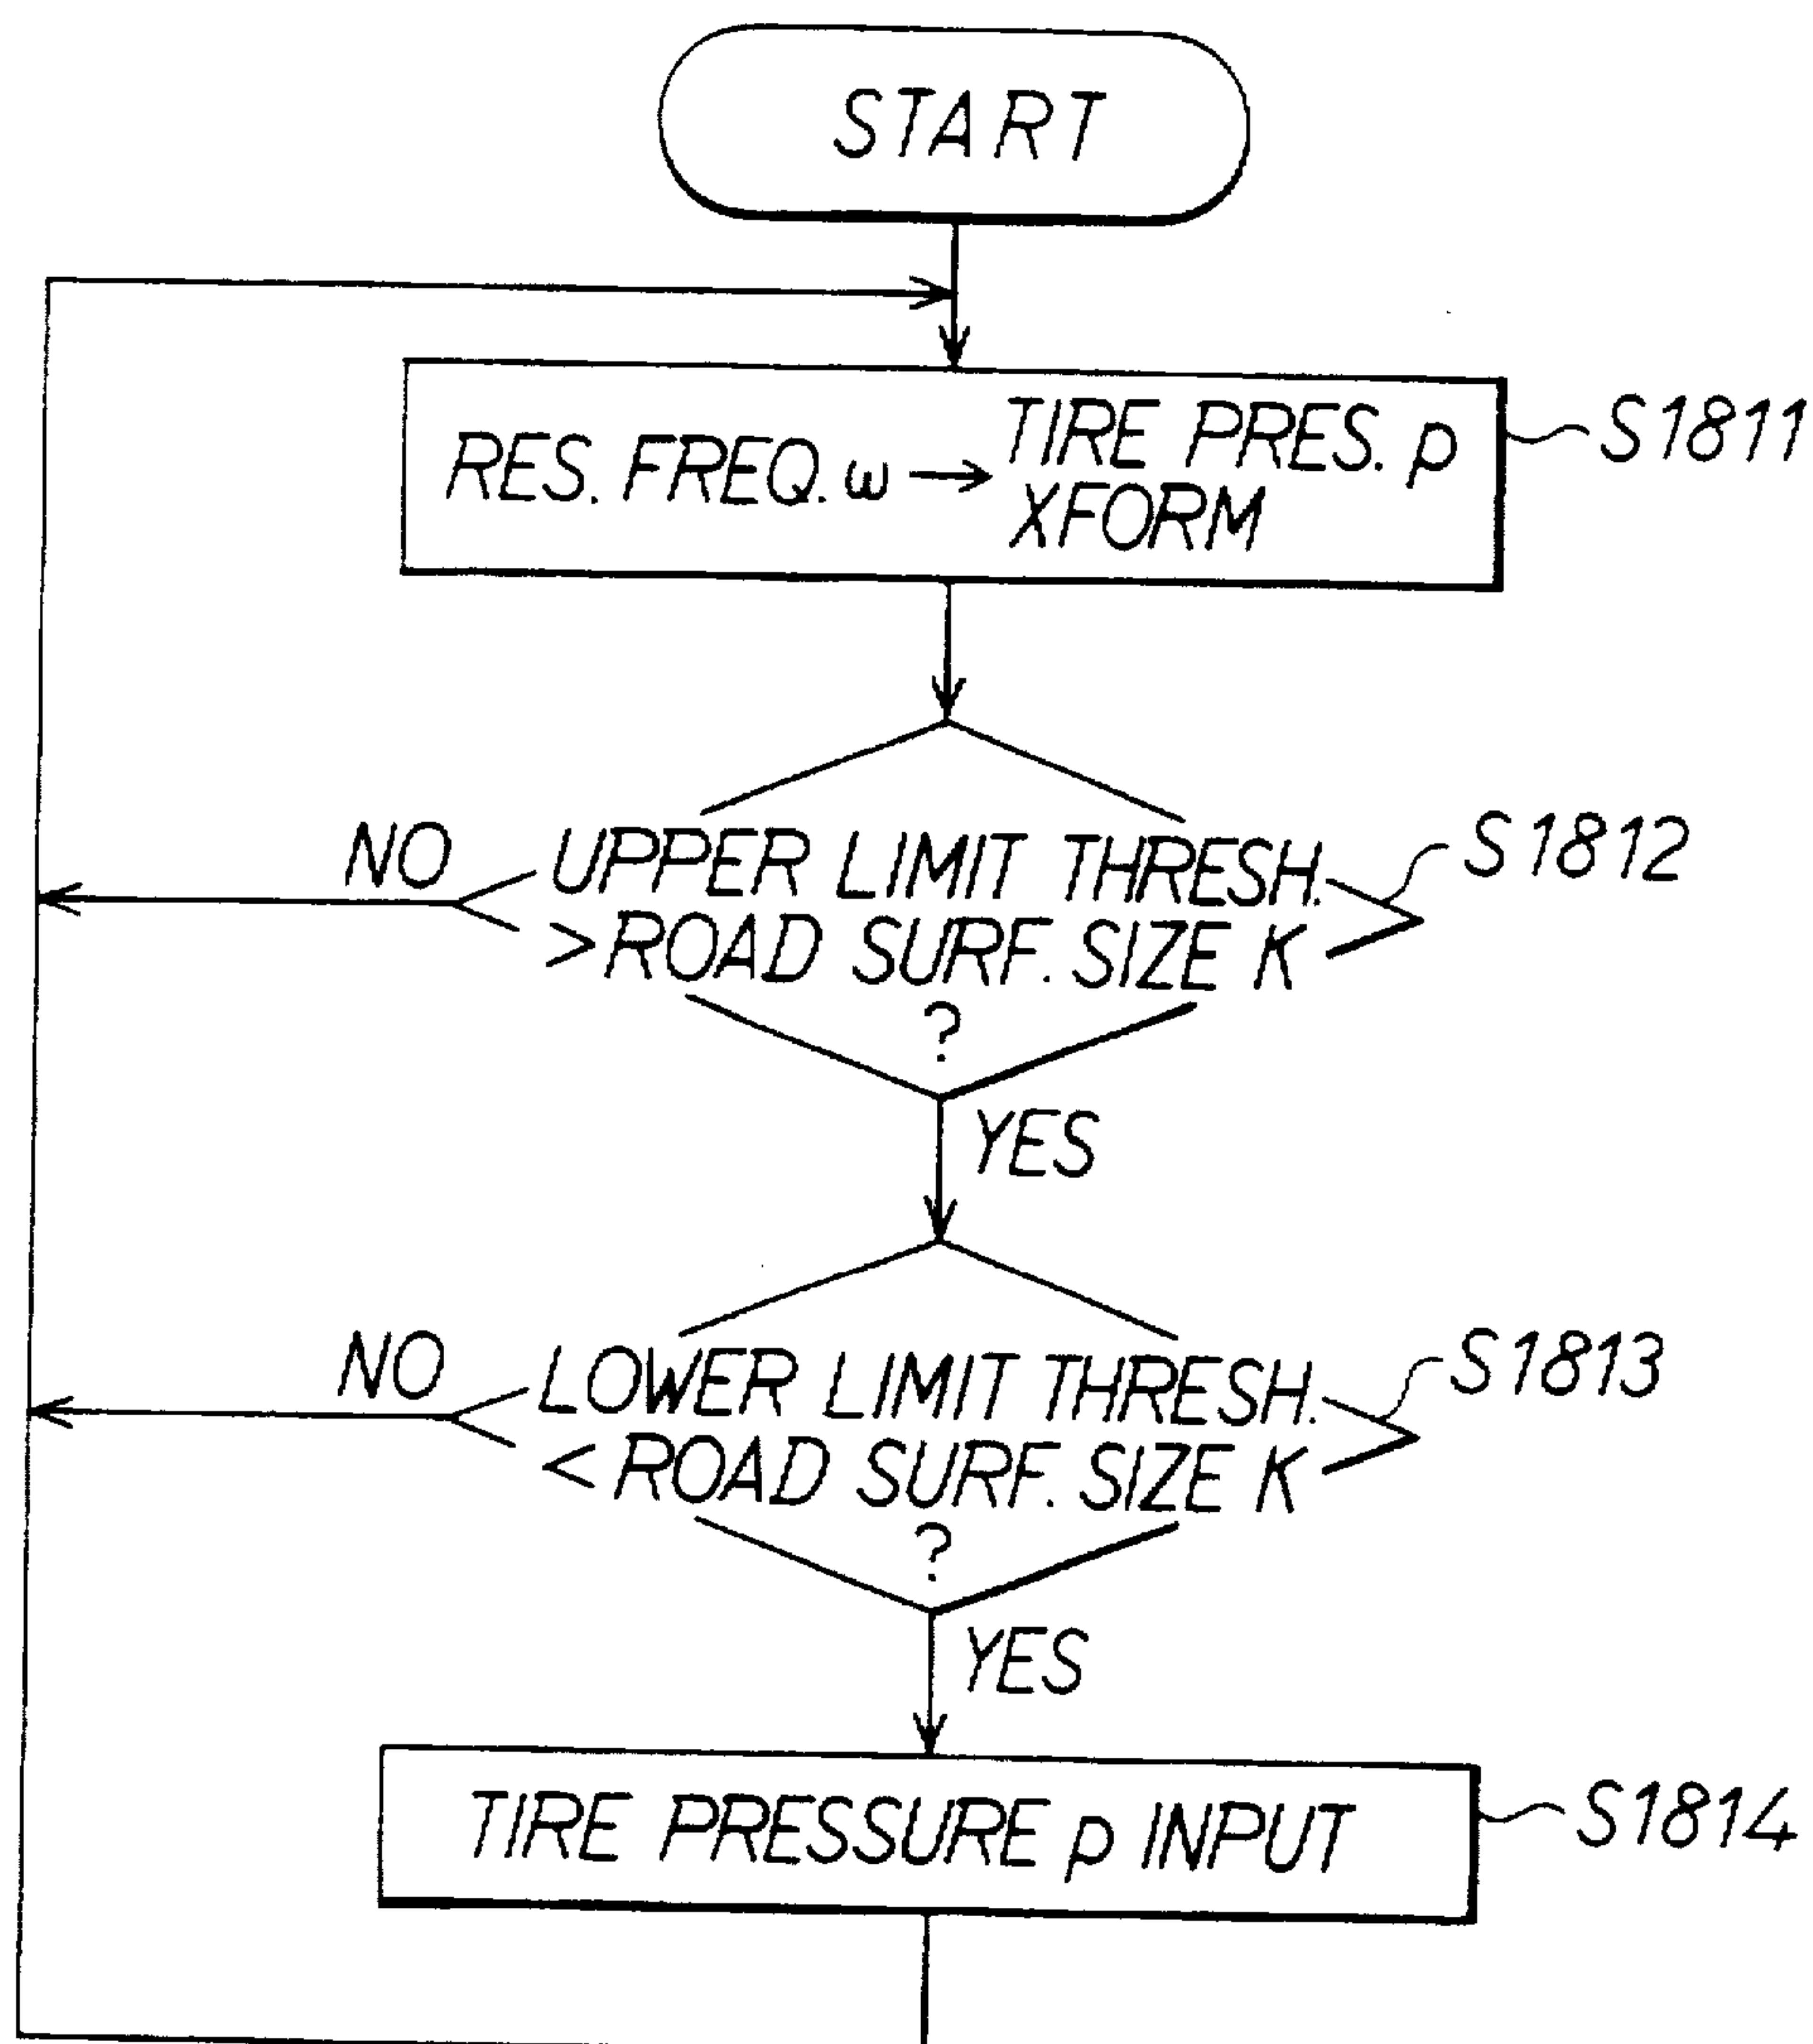 START
RES. FREQ. ω → TIRE PRES. p
XFORM
S1811
NO
UPPER LIMIT THRESH.
> ROAD SURF. SIZE K
?
S1812
YES
NO
LOWER LIMIT THRESH.
< ROAD SURF. SIZE K
?
S1813
YES
TIRE PRESSURE p INPUT
S1814